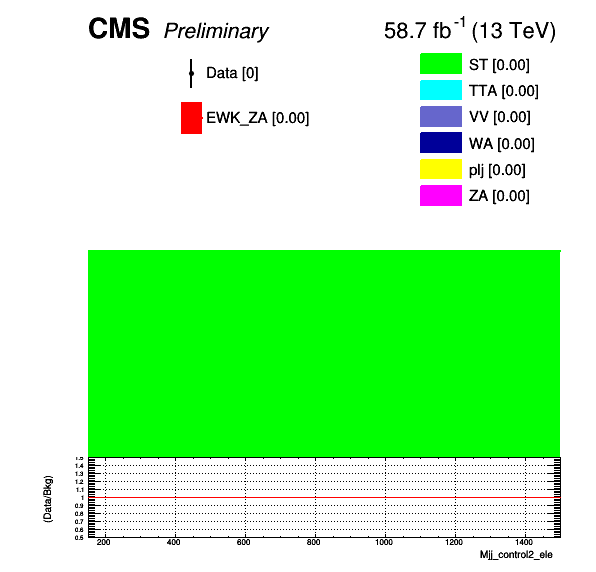 CMS Preliminary 58.7 fb-1 (13 TeV)
Data [0]
EWK_ZA [0.00]
ST [0.00]
TTA [0.00]
VV [0.00]
WA [0.00]
plj [0.00]
ZA [0.00]
(Data/Bkg)
1.5
1.4
1.3
1.2
1.1
1
0.9
0.8
0.7
0.6
0.5
200 400 600 800 1000 1200 1400
Mjj_control2_ele